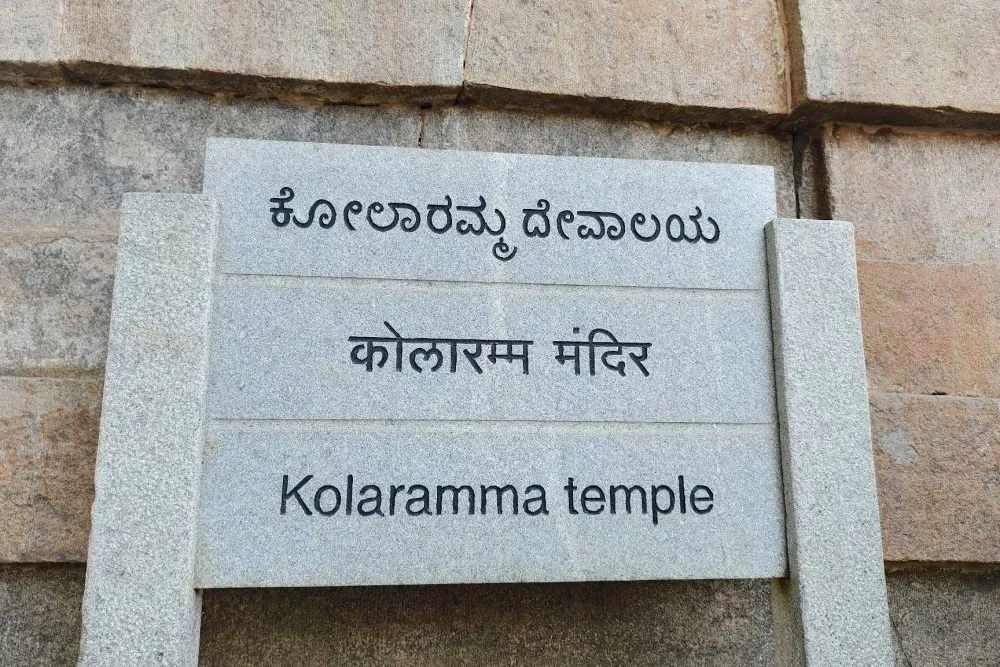 ಕೋಲಾರಮ್ಮ ದೇವಾಲಯ
कोलारम्म मंदिर
Kolaramma temple